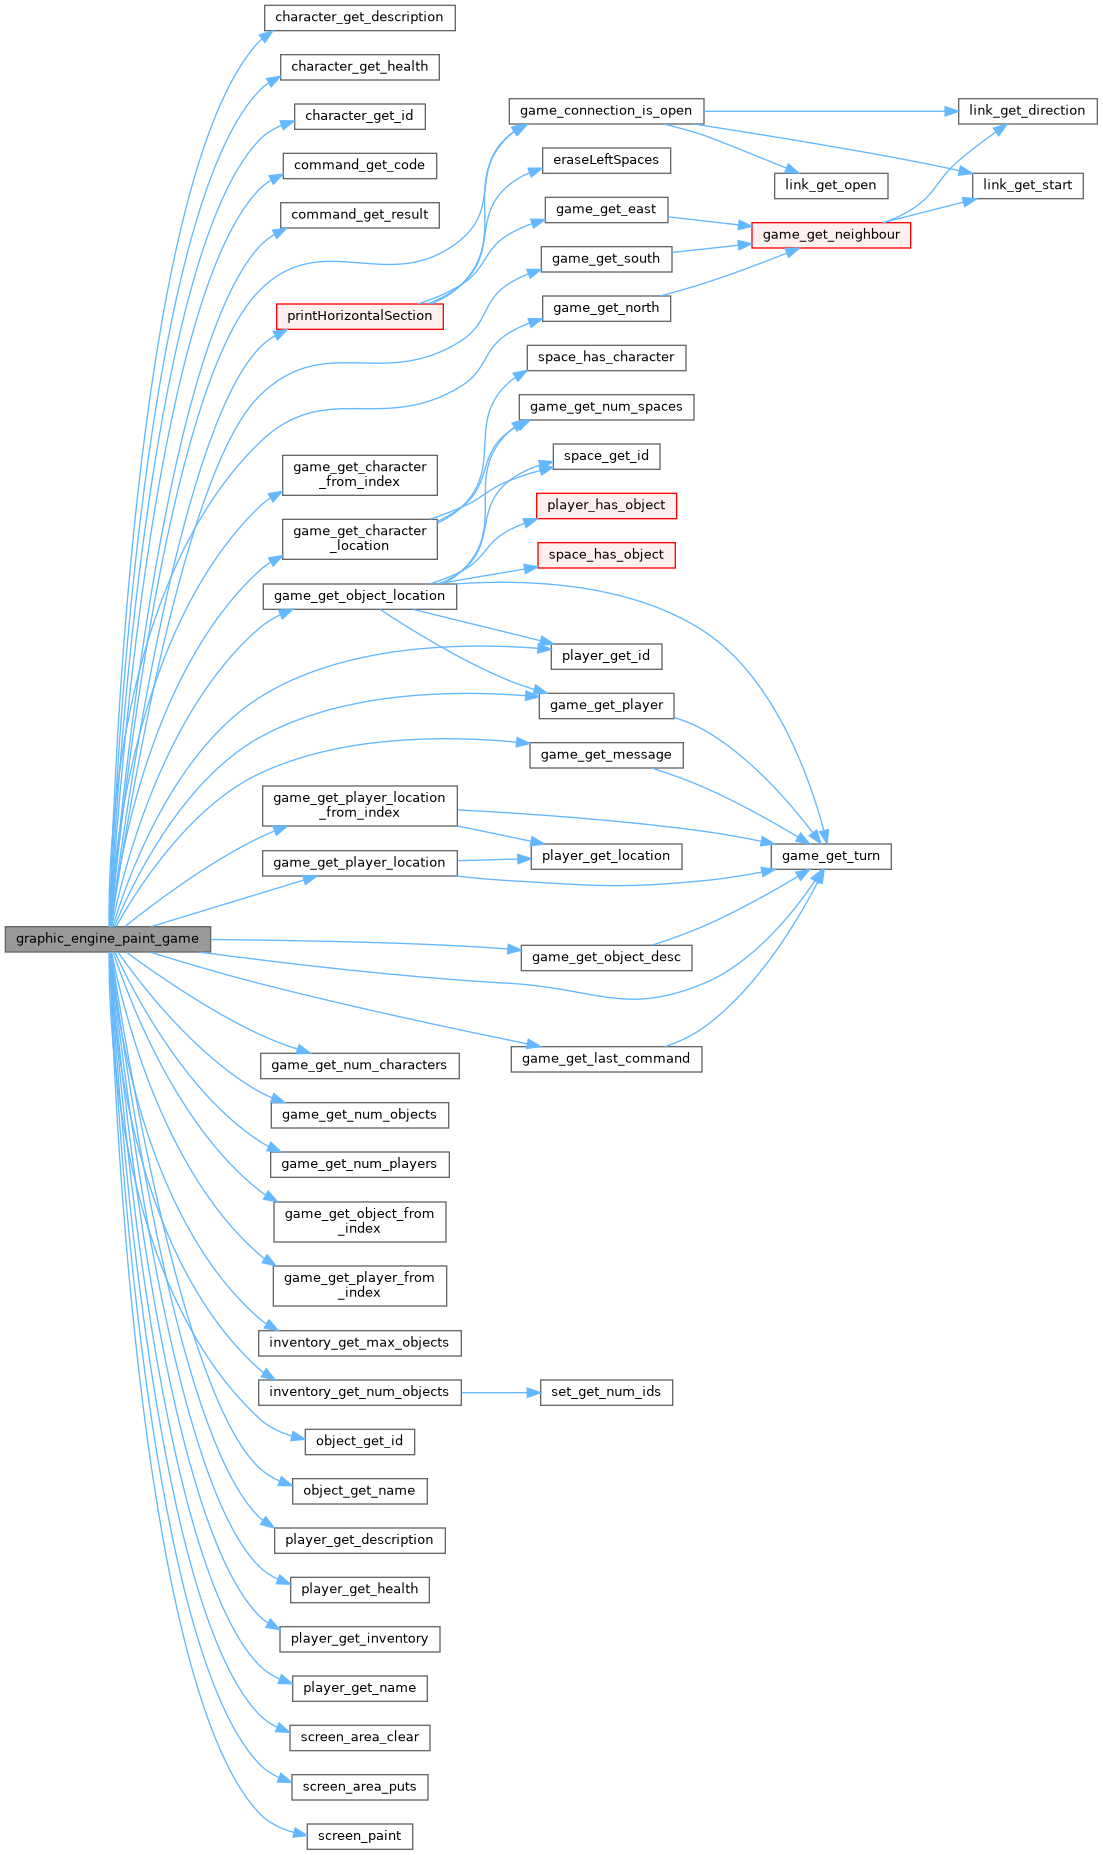 character_get_description
character_get_health
character_get_id
command_get_code
command_get_result
printHorizontalSection
game_get_character
_from_index
game_get_character
_location
game_get_object_location
game_get_player_location
_from_index
game_get_player_location
graphic_engine_paint_game
game_get_num_characters
game_get_num_objects
game_get_num_players
game_get_object_from
_index
game_get_player_from
_index
inventory_get_max_objects
inventory_get_num_objects
object_get_id
object_get_name
player_get_description
player_get_health
player_get_inventory
player_get_name
screen_area_clear
screen_area_puts
screen_paint
game_connection_is_open
eraseLeftSpaces
game_get_east
game_get_south
game_get_north
space_has_character
game_get_num_spaces
space_get_id
player_has_object
space_has_object
player_get_id
game_get_player
game_get_message
player_get_location
game_get_object_desc
game_get_last_command
set_get_num_ids
link_get_direction
link_get_open
link_get_start
game_get_neighbour
game_get_turn